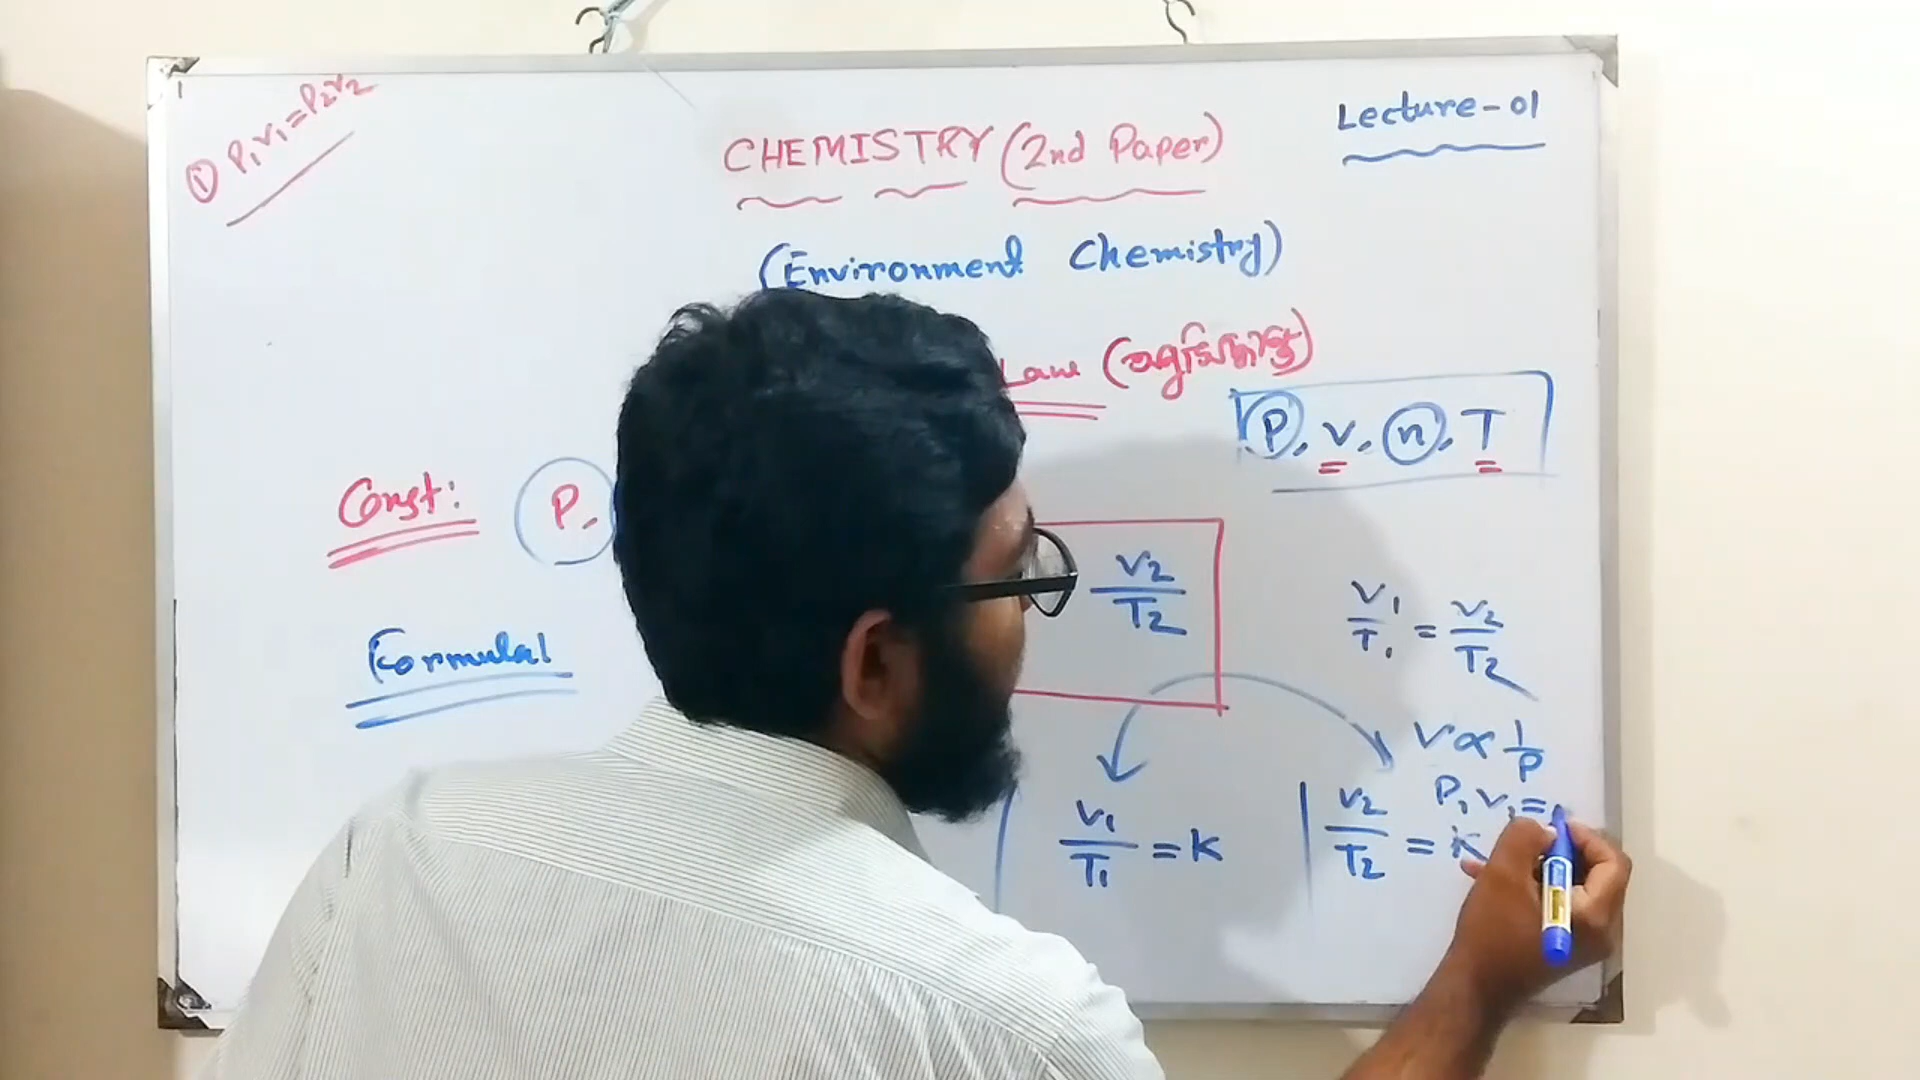 ① P₁V₁=P₂V₂
Lecture-01
CHEMISTRY (2nd Paper)
(Environment Chemistry)
Law
P, V, n, T
Const: P,
V₂/T₂
V₁/T₁ = V₂/T₂
Formula
V∝ 1/P
P₁V₁=
V₁/T₁ = K
V₂/T₂ = K